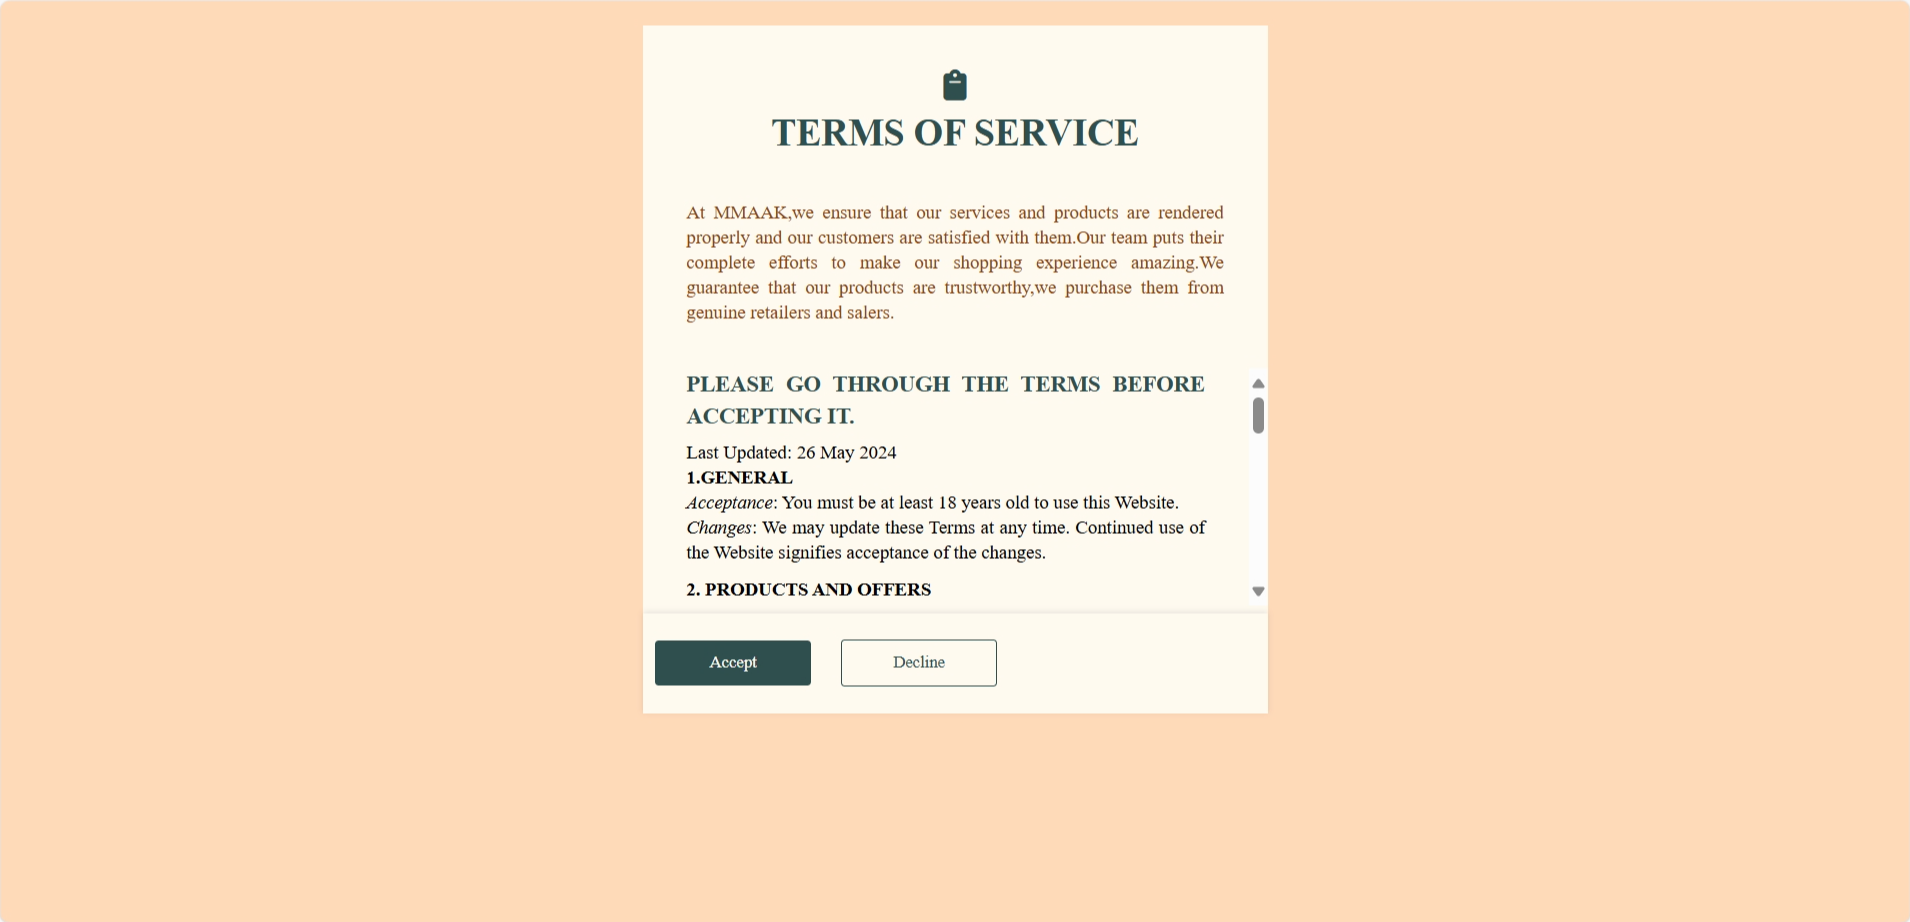 TERMS OF SERVICE
At MMAAK,we ensure that our services and products are rendered
properly and our customers are satisfied with them.Our team puts their
complete efforts to make our shopping experience amazing.We
guarantee that our products are trustworthy,we purchase them from
genuine retailers and salers.
PLEASE GO THROUGH THE TERMS BEFORE
ACCEPTING IT.
Last Updated: 26 May 2024
1.GENERAL
Acceptance: You must be at least 18 years old to use this Website.
Changes: We may update these Terms at any time. Continued use of
the Website signifies acceptance of the changes.
2. PRODUCTS AND OFFERS
Accept
Decline